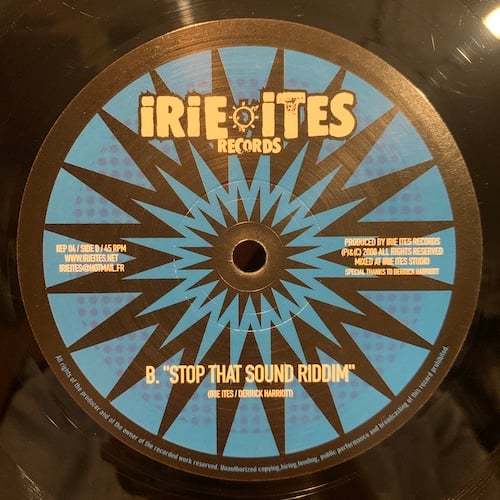 iRiE iTES
RECORDS
IIEP 04 / SIDE B / 45 RPM
WWW.IRIEITES.NET
IRIEITES@HOTMAIL.FR
PRODUCED BY IRIE ITES RECORDS
(P)&(C) 2008 ALL RIGHTS RESERVED
MIXED AT IRIE ITES STUDIO
SPECIAL THANKS TO DERRICK HARRIOTT
B. "STOP THAT SOUND RIDDIM"
(IRIE ITES / DERRICK HARRIOTT)
All rights of the producer and of the owner of the recorded work reserved. Unauthorized copying,hiring,lending, public performance and broadcasting of this record prohibited.